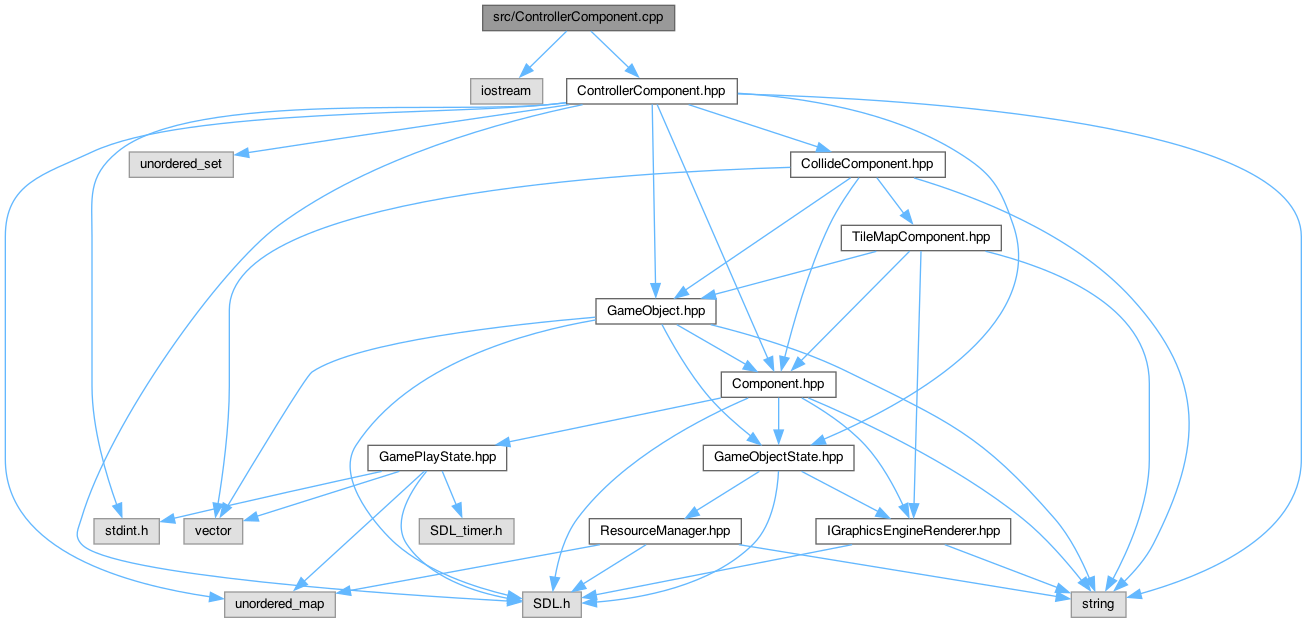 src/ControllerComponent.cpp
iostream
ControllerComponent.hpp
unordered_set
CollideComponent.hpp
TileMapComponent.hpp
GameObject.hpp
Component.hpp
GamePlayState.hpp
GameObjectState.hpp
stdint.h
vector
SDL_timer.h
ResourceManager.hpp
IGraphicsEngineRenderer.hpp
unordered_map
SDL.h
string